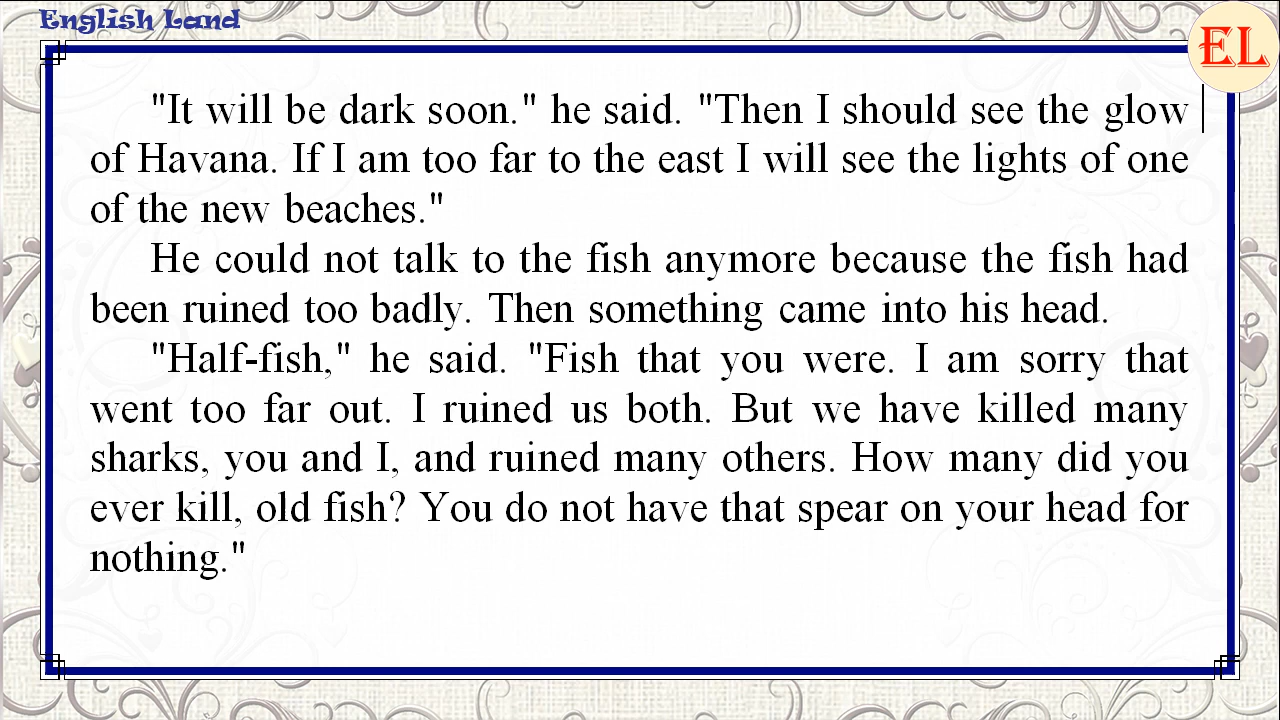 English Land
EL
"It will be dark soon." he said. "Then I should see the glow
of Havana. If I am too far to the east I will see the lights of one
of the new beaches."
He could not talk to the fish anymore because the fish had
been ruined too badly. Then something came into his head.
"Half-fish," he said. "Fish that you were. I am sorry that
went too far out. I ruined us both. But we have killed many
sharks, you and I, and ruined many others. How many did you
ever kill, old fish? You do not have that spear on your head for
nothing."